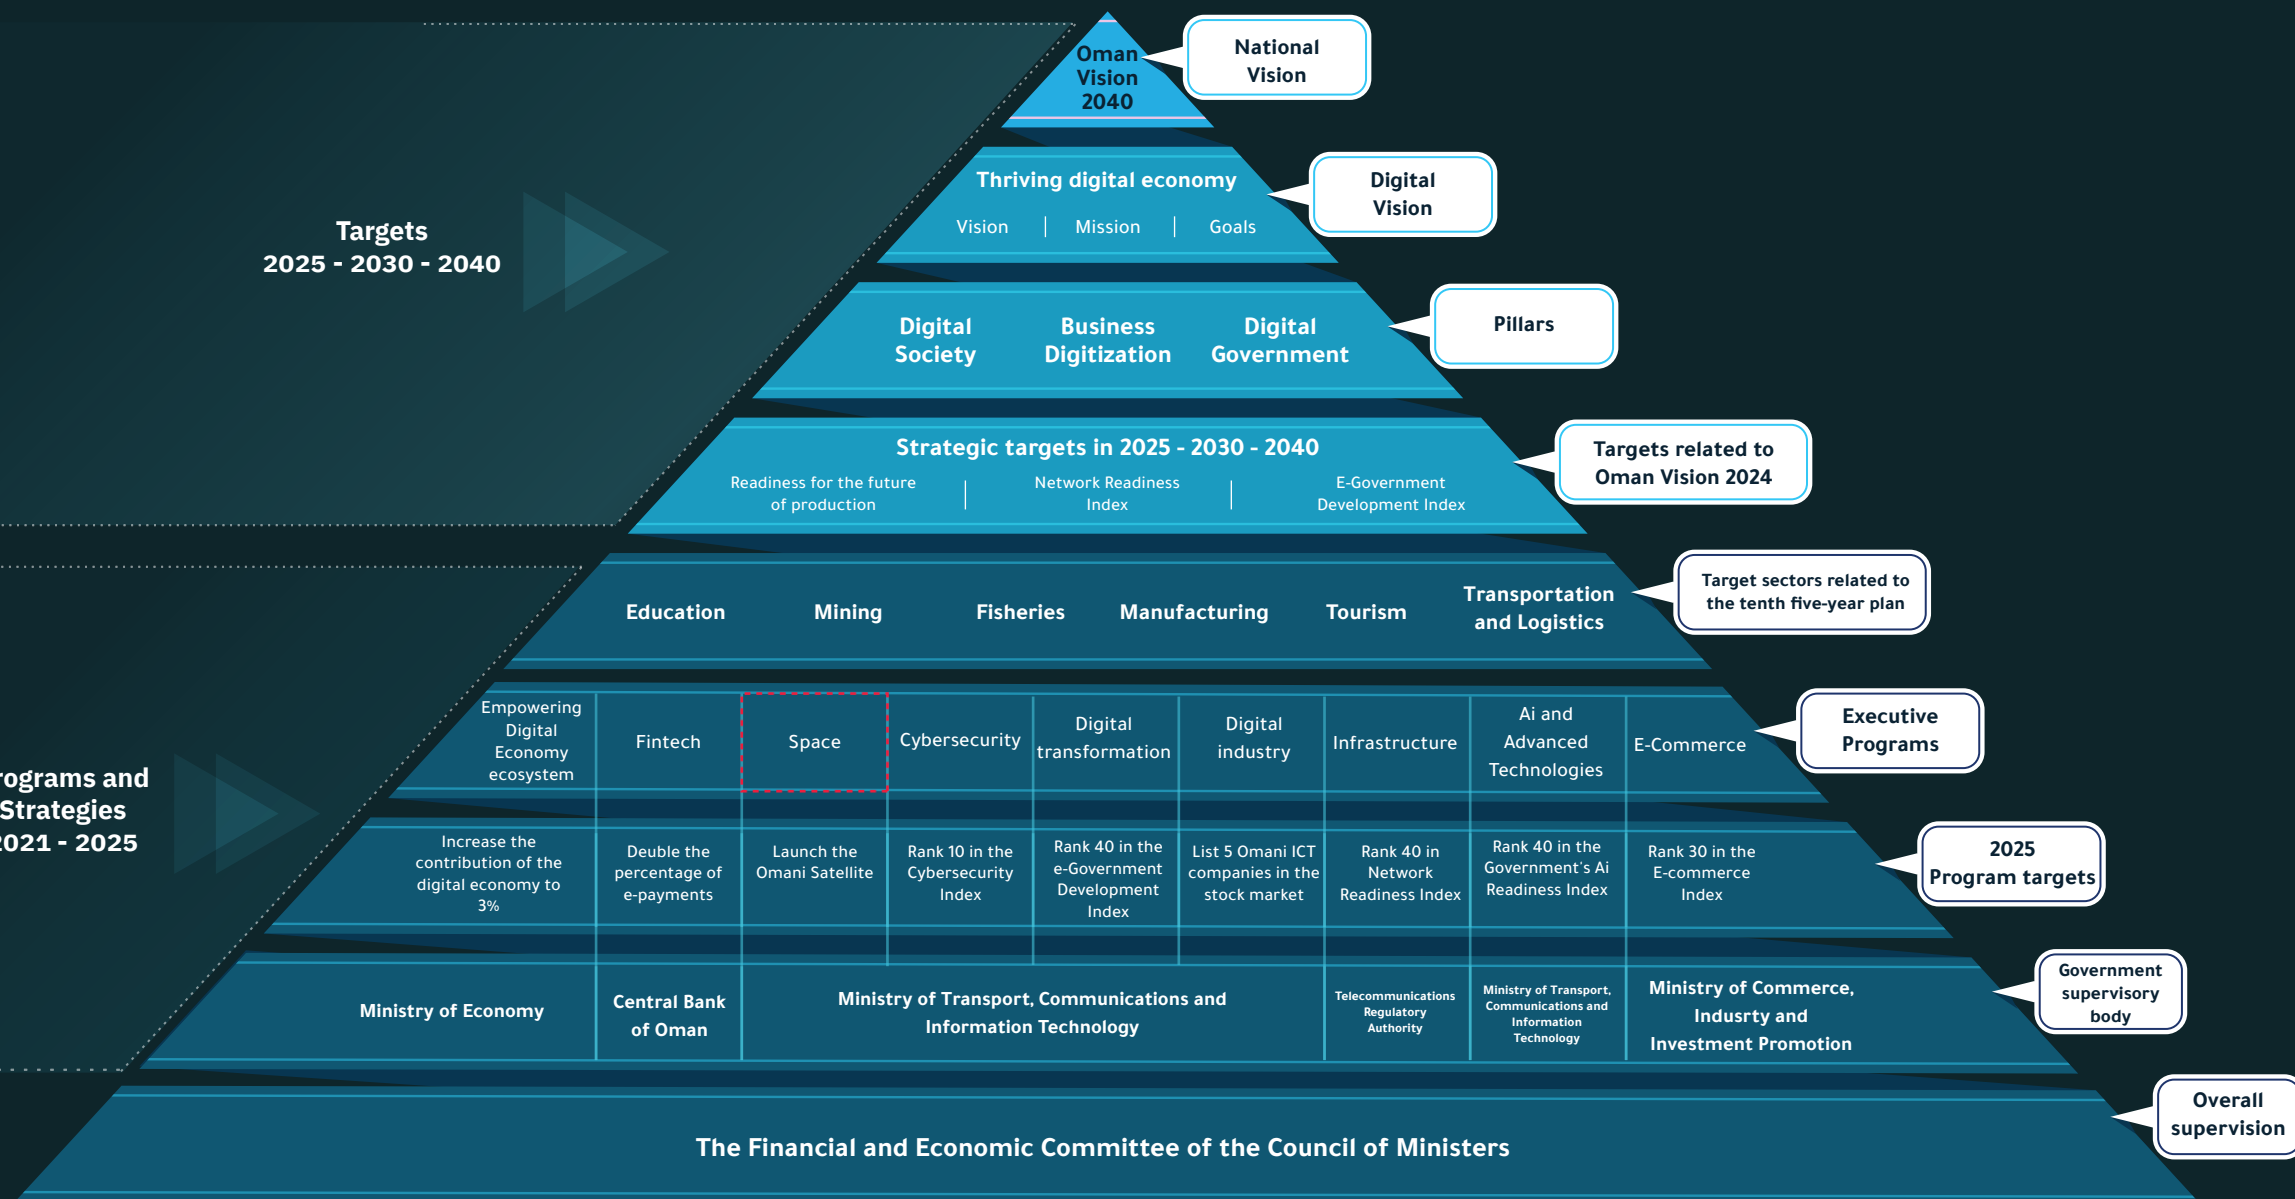 Oman
Vision
2040
National
Vision
Thriving digital economy
Vision
Mission
Goals
Digital
Vision
Targets
2025 - 2030 - 2040
Digital
Society
Business
Digitization
Digital
Government
Pillars
Strategic targets in 2025 - 2030 - 2040
Readiness for the future
of production
Network Readiness
Index
E-Government
Development Index
Targets related to
Oman Vision 2024
Education
Mining
Fisheries
Manufacturing
Tourism
Transportation
and Logistics
Target sectors related to
the tenth five-year plan
rograms and
Strategies
2021 - 2025
Empowering
Digital
Economy
ecosystem
Fintech
Space
Cybersecurity
Digital
transformation
Digital
industry
Infrastructure
Ai and
Advanced
Technologies
E-Commerce
Executive
Programs
Increase the
contribution of the
digital economy to
3%
Deuble the
percentage of
e-payments
Launch the
Omani Satellite
Rank 10 in the
Cybersecurity
Index
Rank 40 in the
e-Government
Development
Index
List 5 Omani ICT
companies in the
stock market
Rank 40 in
Network
Readiness Index
Rank 40 in the
Government's Ai
Readiness Index
Rank 30 in the
E-commerce
Index
2025
Program targets
Ministry of Economy
Central Bank
of Oman
Ministry of Transport, Communications and
Information Technology
Telecommunications
Regulatory
Authority
Ministry of Transport,
Communications and
Information
Technology
Ministry of Commerce,
Indusrty and
Investment Promotion
Government
supervisory
body
The Financial and Economic Committee of the Council of Ministers
Overall
supervision